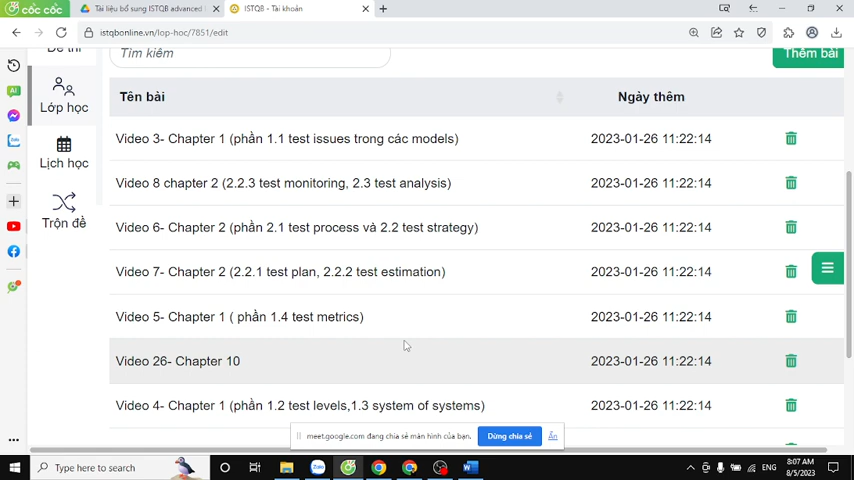 cốc cốc
Tài liệu bổ sung ISTQB advanced
ISTQB - Tài khoản
istqbonline.vn/lop-hoc/7851/edit
Đề thi
Lớp học
Lịch học
Trộn đề
Tìm kiếm
Thêm bài
Tên bài
Ngày thêm
Video 3- Chapter 1 (phần 1.1 test issues trong các models)
2023-01-26 11:22:14
Video 8 chapter 2 (2.2.3 test monitoring, 2.3 test analysis)
2023-01-26 11:22:14
Video 6- Chapter 2 (phần 2.1 test process và 2.2 test strategy)
2023-01-26 11:22:14
Video 7- Chapter 2 (2.2.1 test plan, 2.2.2 test estimation)
2023-01-26 11:22:14
Video 5- Chapter 1 ( phần 1.4 test metrics)
2023-01-26 11:22:14
Video 26- Chapter 10
2023-01-26 11:22:14
Video 4- Chapter 1 (phần 1.2 test levels,1.3 system of systems)
2023-01-26 11:22:14
meet.google.com đang chia sẻ màn hình của bạn.
Dừng chia sẻ
Ẩn
Type here to search
ENG
8:07 AM
8/5/2023